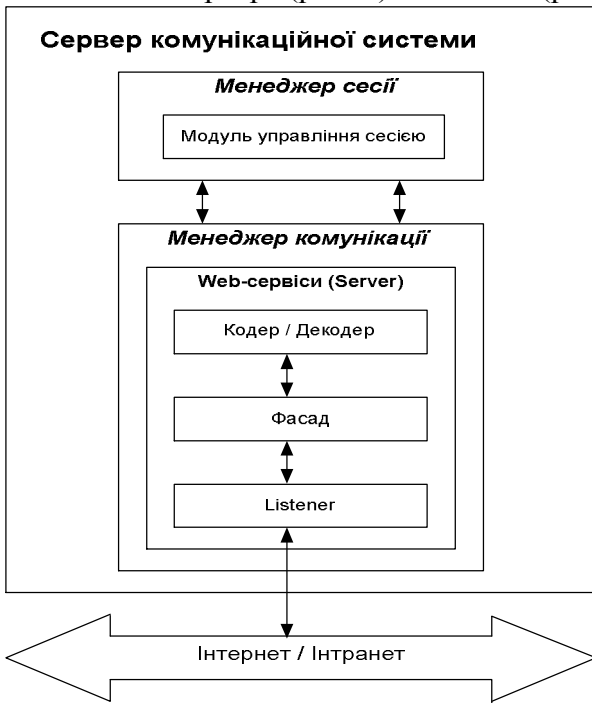 Сервер комунікаційної системи
Менеджер сесії
Модуль управління сесією
Менеджер комунікації
Web-сервіси (Server)
Кодер / Декодер
Фасад
Listener
Інтернет / Інтранет